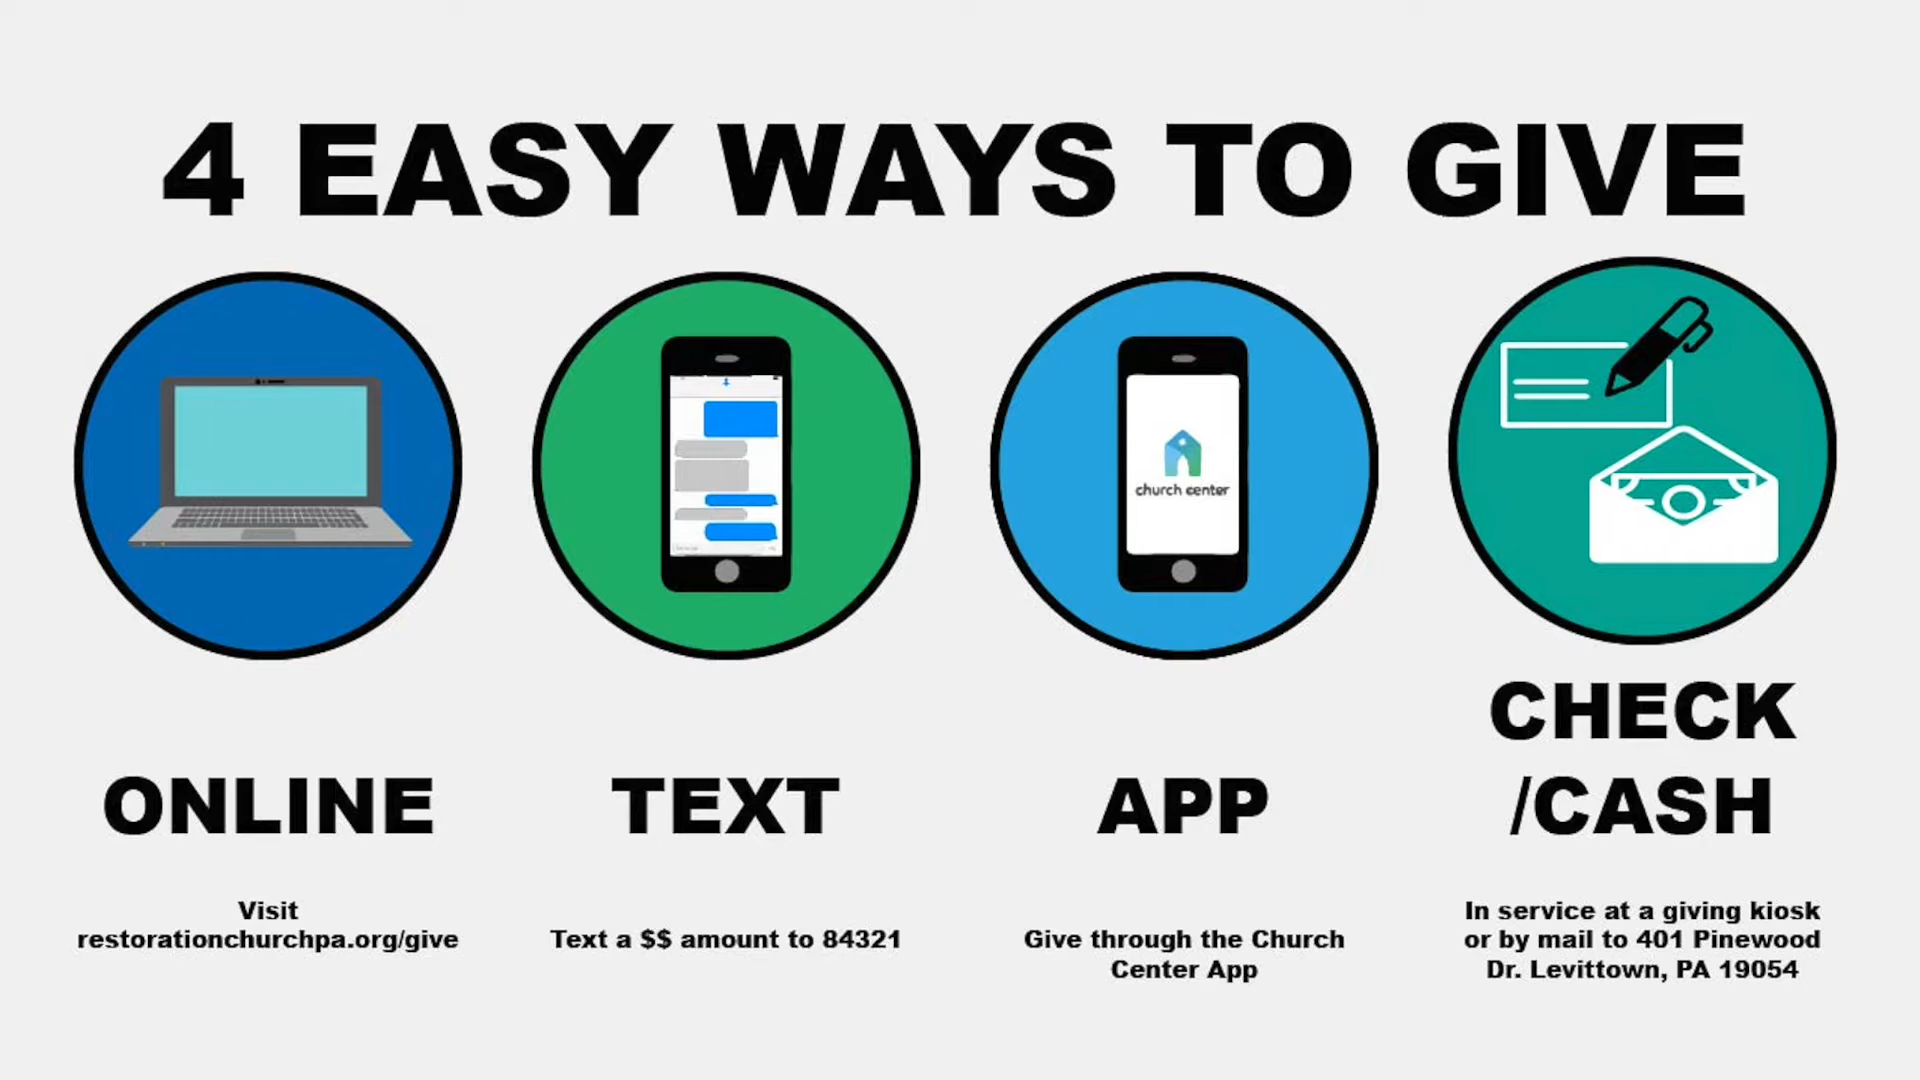 4 EASY WAYS TO GIVE
church center
CHECK
/CASH
ONLINE
TEXT
APP
Visit
restorationchurchpa.org/give
Text a $$ amount to 84321
Give through the Church
Center App
In service at a giving kiosk
or by mail to 401 Pinewood
Dr. Levittown, PA 19054